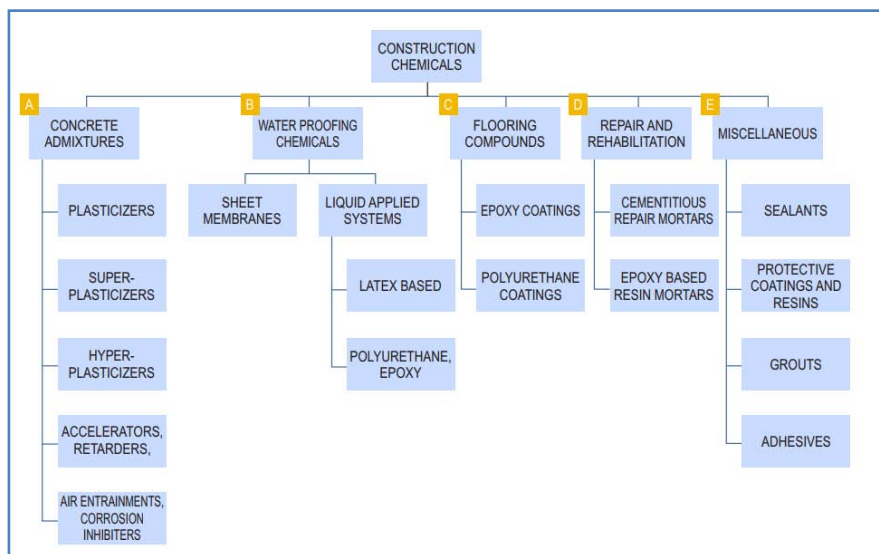 CONSTRUCTION
CHEMICALS
A
CONCRETE
ADMIXTURES
PLASTICIZERS
SUPER-
PLASTICIZERS
HYPER-
PLASTICIZERS
ACCELERATORS,
RETARDERS,
AIR ENTRAINMENTS,
CORROSION
INHIBITERS
B
WATER PROOFING
CHEMICALS
SHEET
MEMBRANES
LIQUID APPLIED
SYSTEMS
LATEX BASED
POLYURETHANE,
EPOXY
C
FLOORING
COMPOUNDS
EPOXY COATINGS
POLYURETHANE
COATINGS
D
REPAIR AND
REHABILITATION
CEMENTITIOUS
REPAIR MORTARS
EPOXY BASED
RESIN MORTARS
E
MISCELLANEOUS
SEALANTS
PROTECTIVE
COATINGS AND
RESINS
GROUTS
ADHESIVES